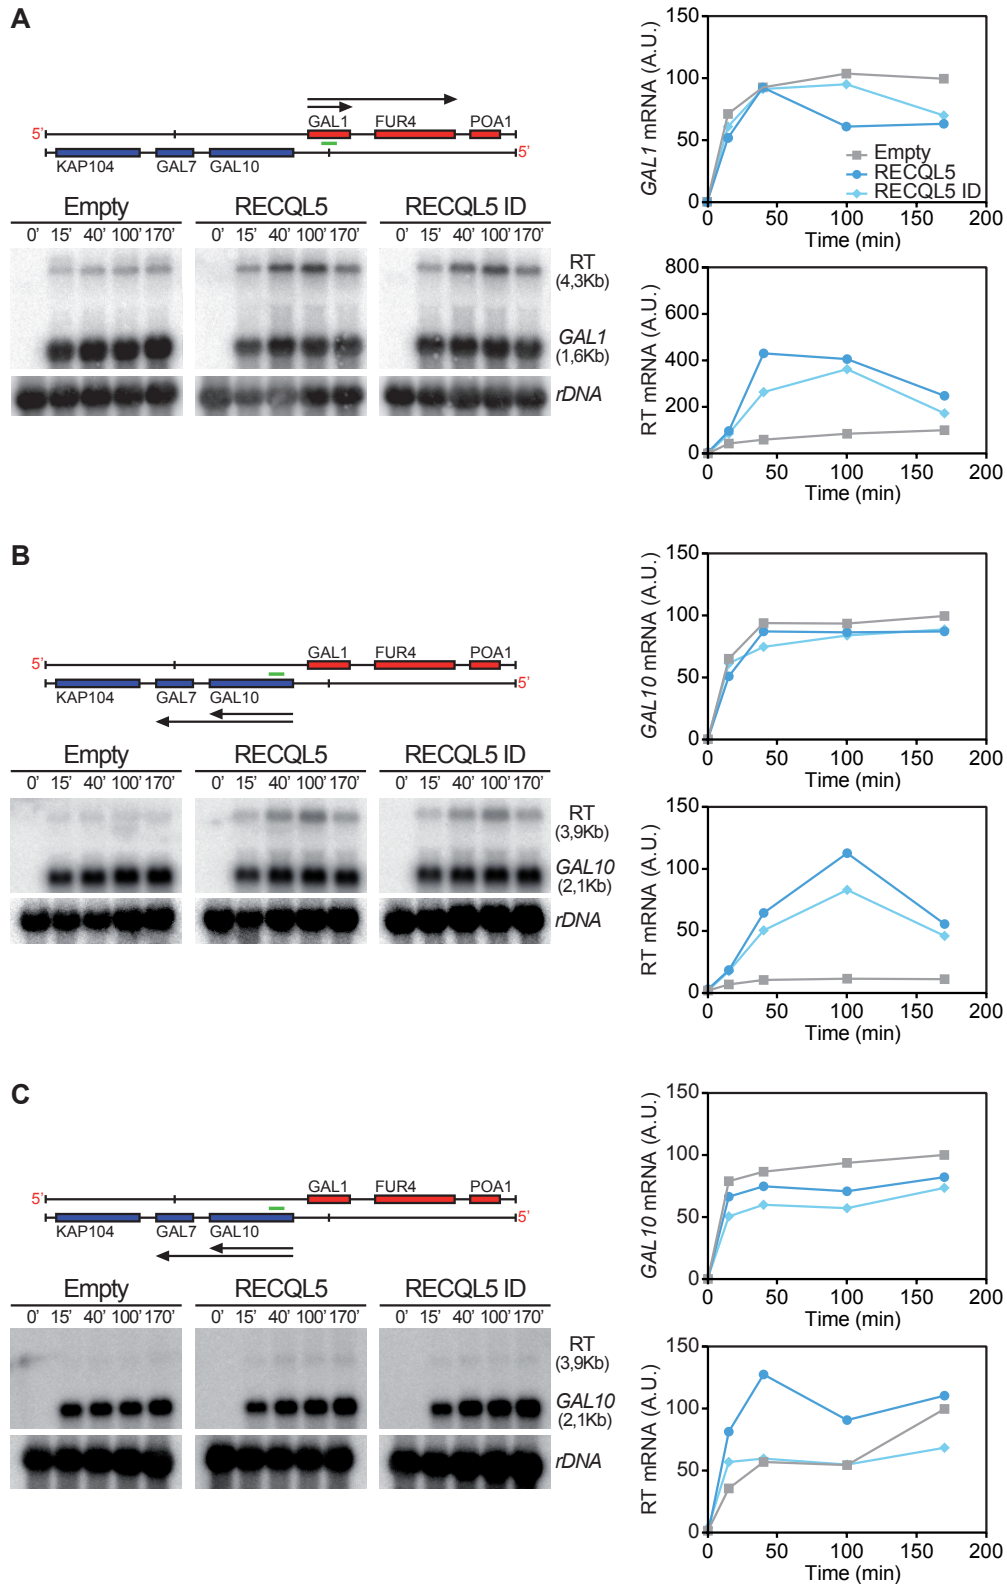 A
5'
GAL1 FUR4 POA1
KAP104 GAL7 GAL10
5'
Empty RECQL5 RECQL5 ID
0' 15' 40' 100' 170' 0' 15' 40' 100' 170' 0' 15' 40' 100' 170'
RT
(4,3Kb)
GAL1
(1,6Kb)
rDNA
GAL1 mRNA (A.U.)
150
100
50
0
Empty
RECQL5
RECQL5 ID
0 50 100 150 200
Time (min)
RT mRNA (A.U.)
800
600
400
200
0
0 50 100 150 200
Time (min)
B
5'
GAL1 FUR4 POA1
KAP104 GAL7 GAL10
5'
Empty RECQL5 RECQL5 ID
0' 15' 40' 100' 170' 0' 15' 40' 100' 170' 0' 15' 40' 100' 170'
RT
(3,9Kb)
GAL10
(2,1Kb)
rDNA
GAL10 mRNA (A.U.)
150
100
50
0
0 50 100 150 200
Time (min)
RT mRNA (A.U.)
150
100
50
0
0 50 100 150 200
Time (min)
C
5'
GAL1 FUR4 POA1
KAP104 GAL7 GAL10
5'
Empty RECQL5 RECQL5 ID
0' 15' 40' 100' 170' 0' 15' 40' 100' 170' 0' 15' 40' 100' 170'
RT
(3,9Kb)
GAL10
(2,1Kb)
rDNA
GAL10 mRNA (A.U.)
150
100
50
0
0 50 100 150 200
Time (min)
RT mRNA (A.U.)
150
100
50
0
0 50 100 150 200
Time (min)